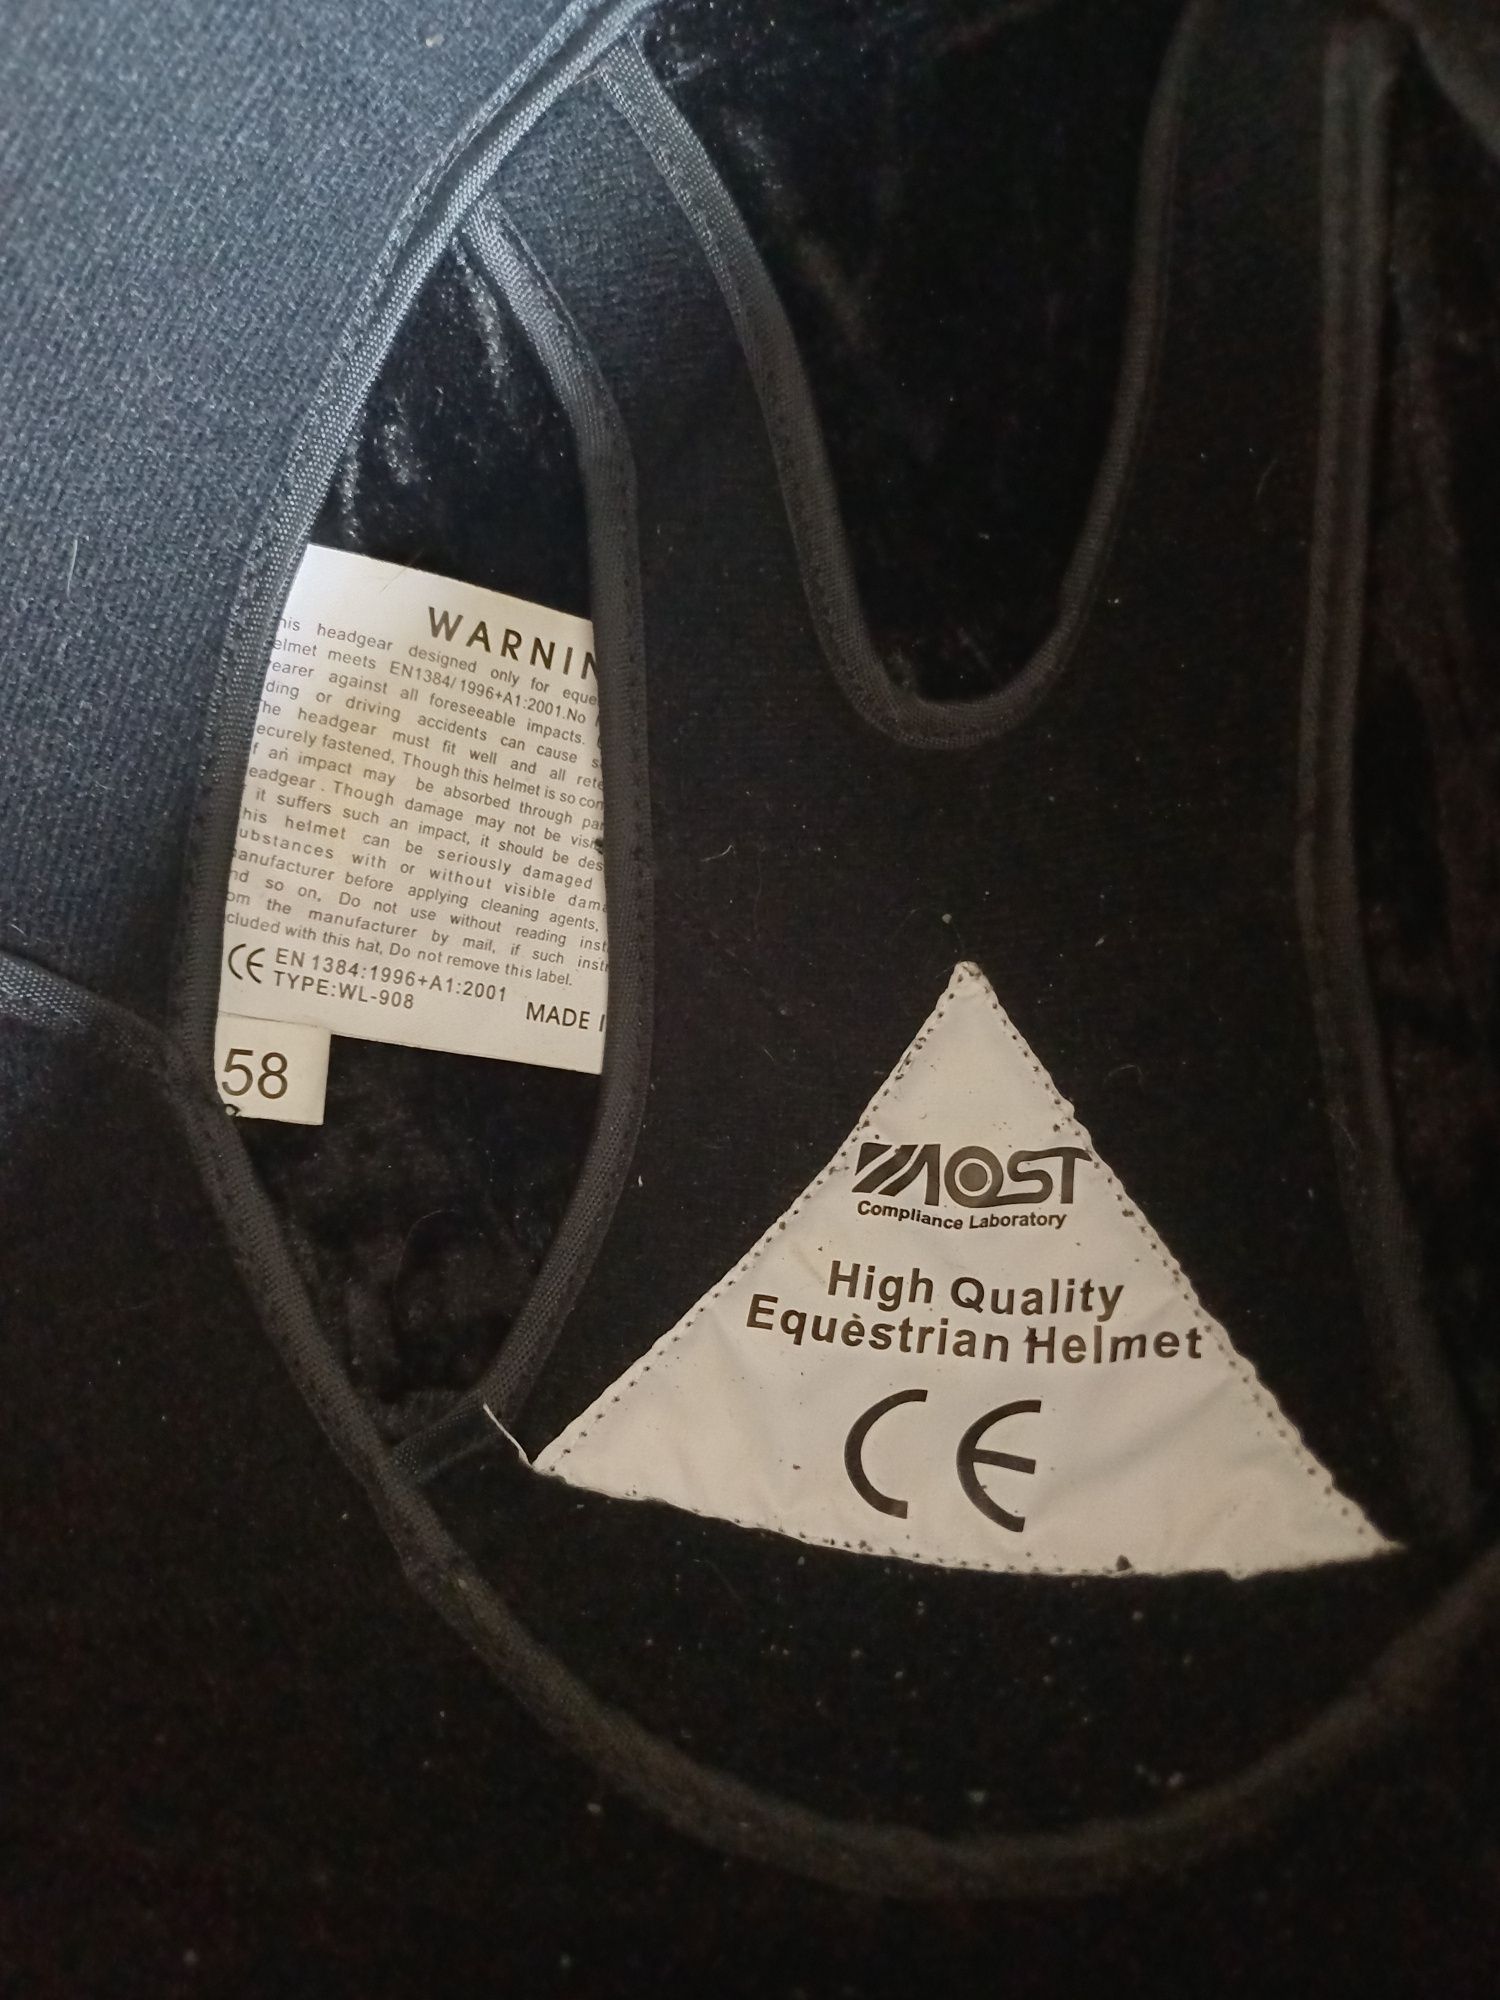 WARNIN
his headgear designed only for eque
elmet meets EN1384/1996+A1:2001.No
earer against all foreseeable impacts.
ding or driving accidents can cause s
he headgear must fit well and all rete
ecurely fastened, Though this helmet is so con
f an impact may be absorbed through par
eadgear . Though damage may not be visi
it suffers such an impact, it should be des
his helmet can be seriously damaged
ubstances with or without visible dama
anufacturer before applying cleaning agents,
nd so on, Do not use without reading inst
om the manufacturer by mail, if such instr
cluded with this hat, Do not remove this label.
CE EN 1384:1996+A1:2001
TYPE:WL-908
MADE I
58
MOST
Compliance Laboratory
High Quality
Equestrian Helmet
CE